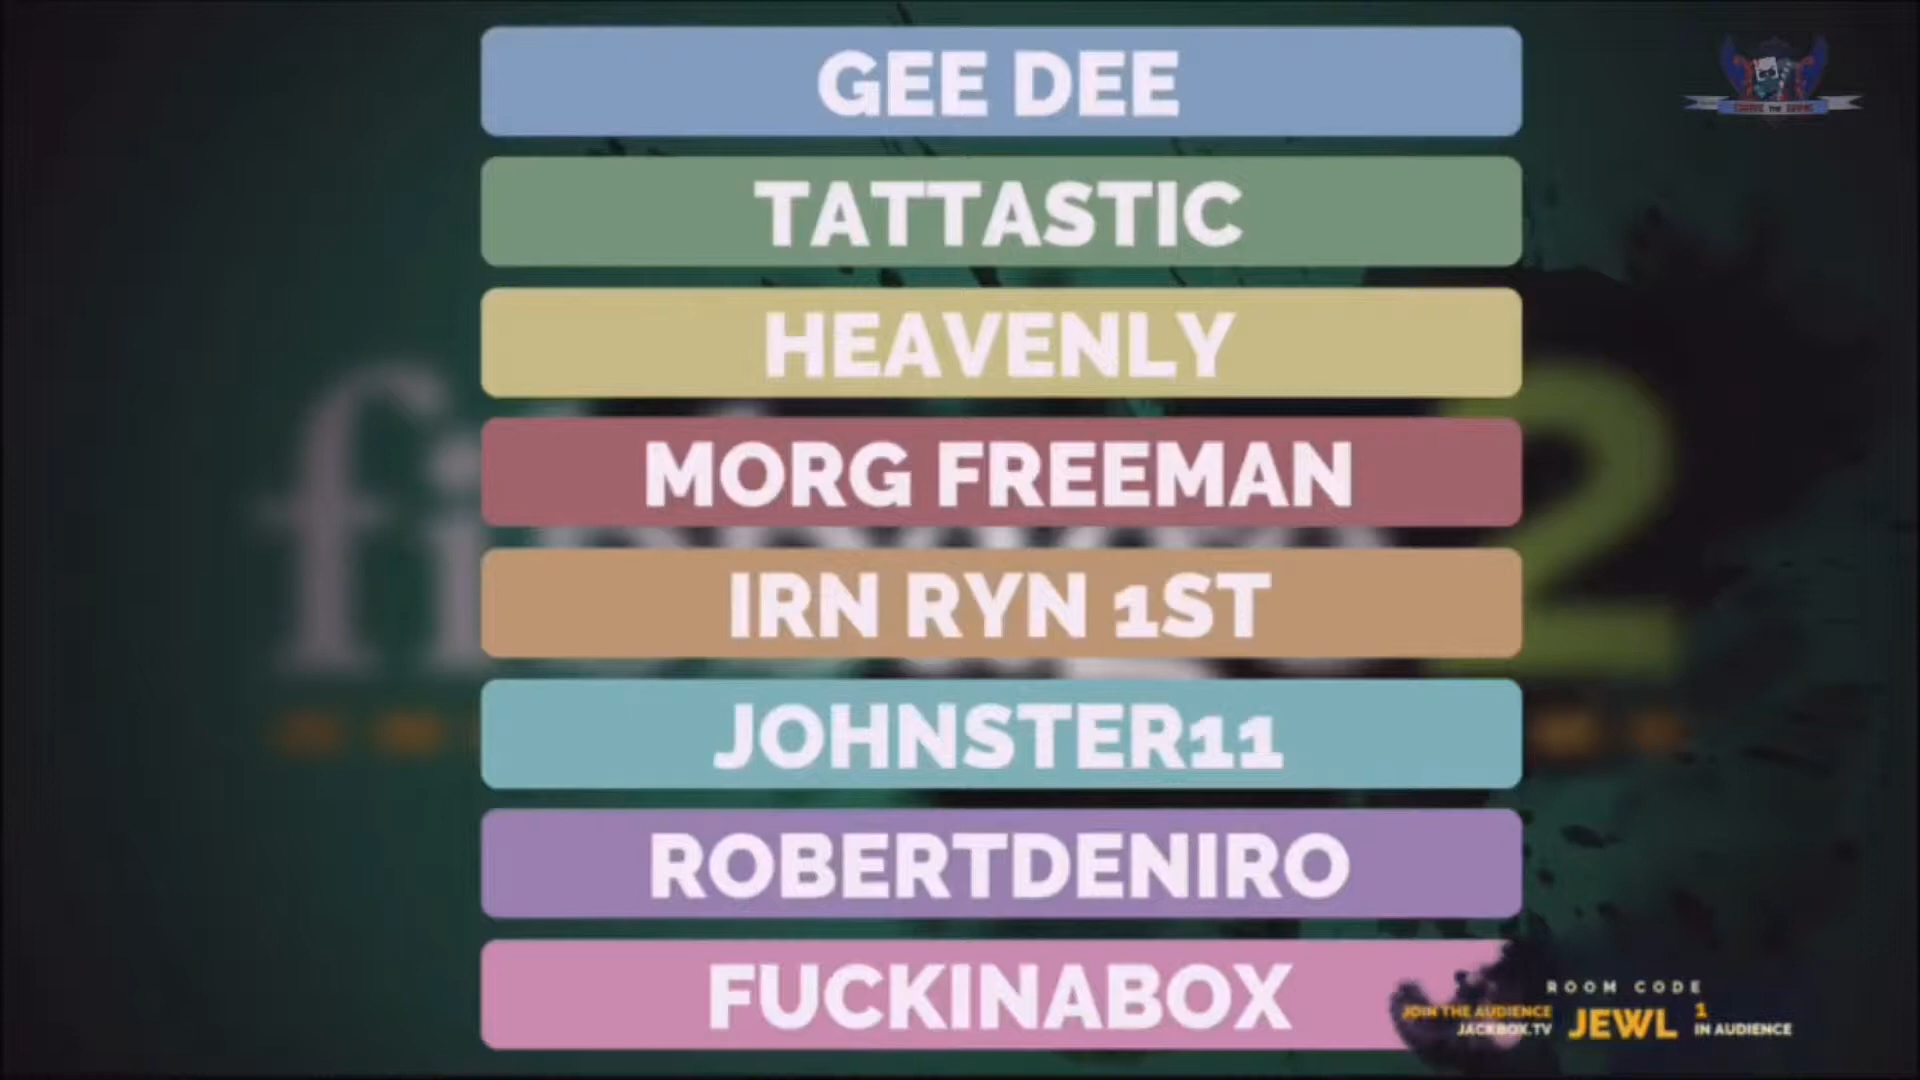 GEE DEE
TATTASTIC
HEAVENLY
MORG FREEMAN
IRN RYN 1ST
JOHNSTER11
ROBERTDENIRO
FUCKINABOX
ROOM CODE
JOIN THE AUDIENCE
JACKBOX.TV
JEWL
1
IN AUDIENCE
2